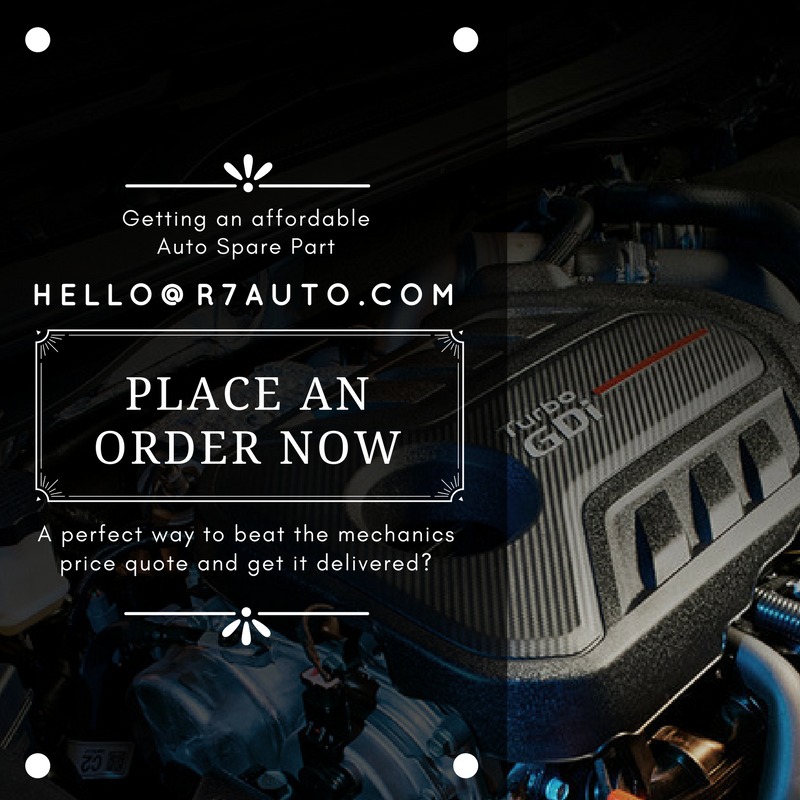 Getting an affordable
Auto Spare Part
HELLO@R7AUTO.COM
PLACE AN
ORDER NOW
A perfect way to beat the mechanics
price quote and get it delivered?
Turbo
GDi
C2